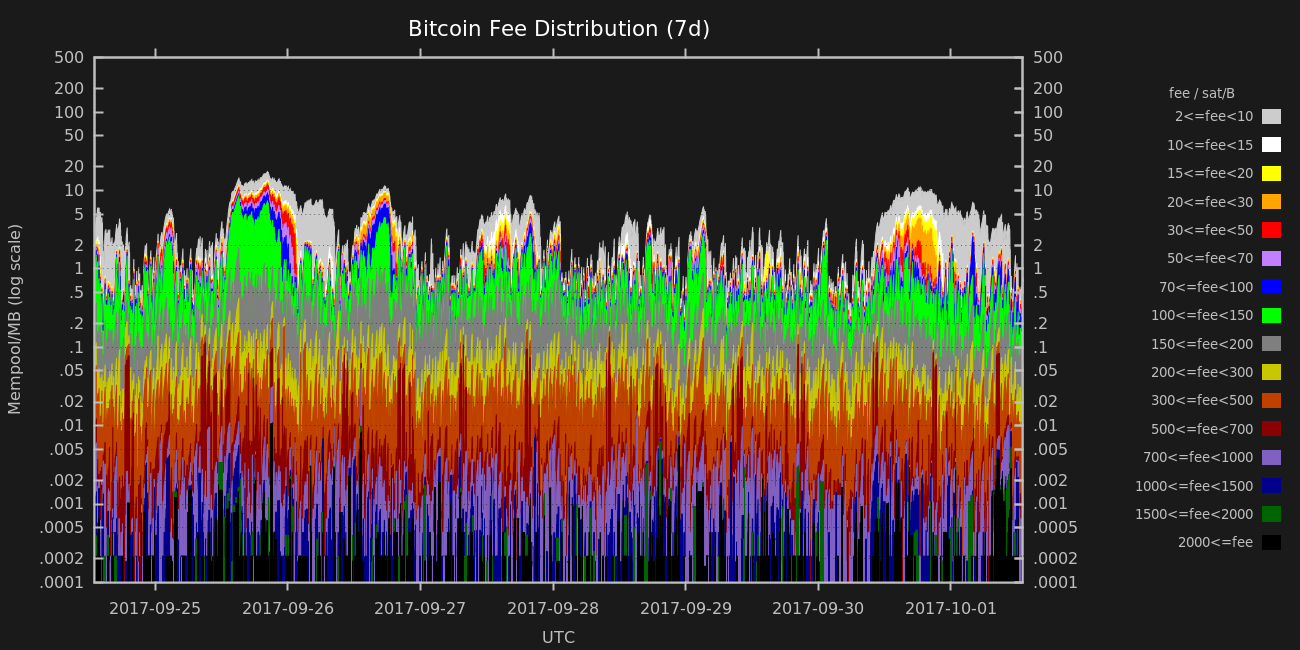 Bitcoin Fee Distribution (7d)
Mempool/MB (log scale)
500
200
100
50
20
10
5
2
1
.5
.2
.1
.05
.02
.01
.005
.002
.001
.0005
.0002
.0001
500
200
100
50
20
10
5
2
1
.5
.2
.1
.05
.02
.01
.005
.002
.001
.0005
.0002
.0001
2017-09-25 2017-09-26 2017-09-27 2017-09-28 2017-09-29 2017-09-30 2017-10-01
UTC
fee / sat/B
2<=fee<10
10<=fee<15
15<=fee<20
20<=fee<30
30<=fee<50
50<=fee<70
70<=fee<100
100<=fee<150
150<=fee<200
200<=fee<300
300<=fee<500
500<=fee<700
700<=fee<1000
1000<=fee<1500
1500<=fee<2000
2000<=fee